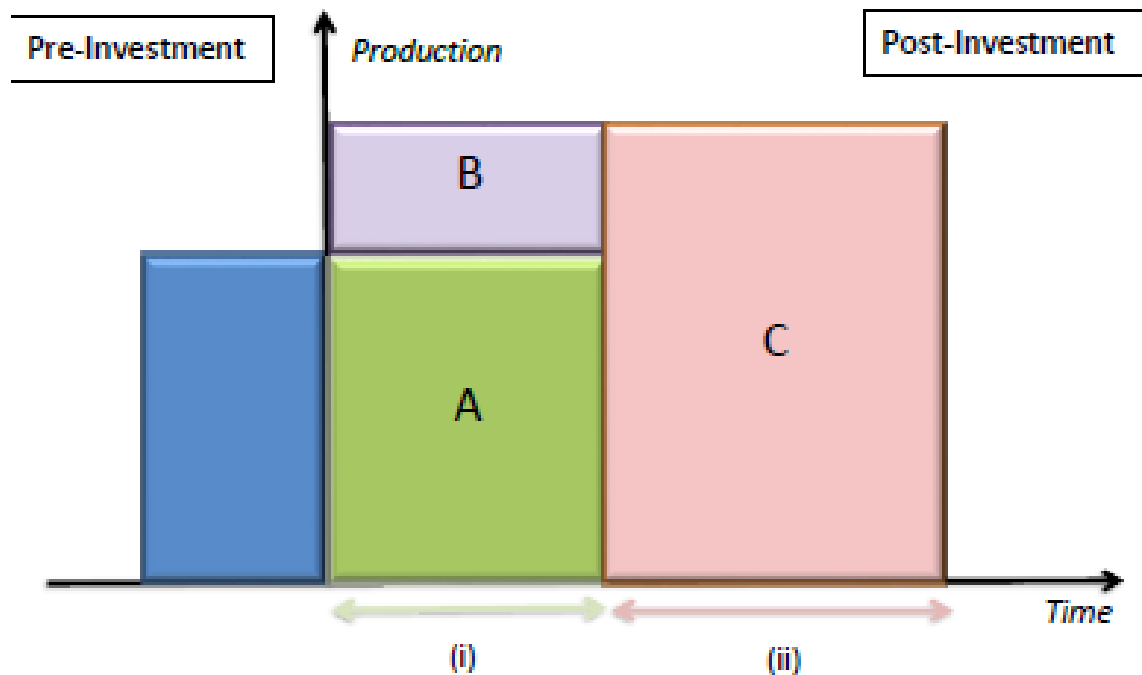 Pre-Investment
Production
Post-Investment
B
A
C
Time
(i)
(ii)